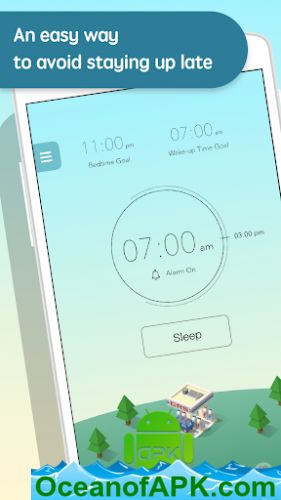 An easy way
to avoid staying up late
11:00 pm
07:00 am
Bedtime Goal
Wake-up Time Goal
07:00 am
03:00 pm
Alarm On
Sleep
APK
OceanofAPK.com